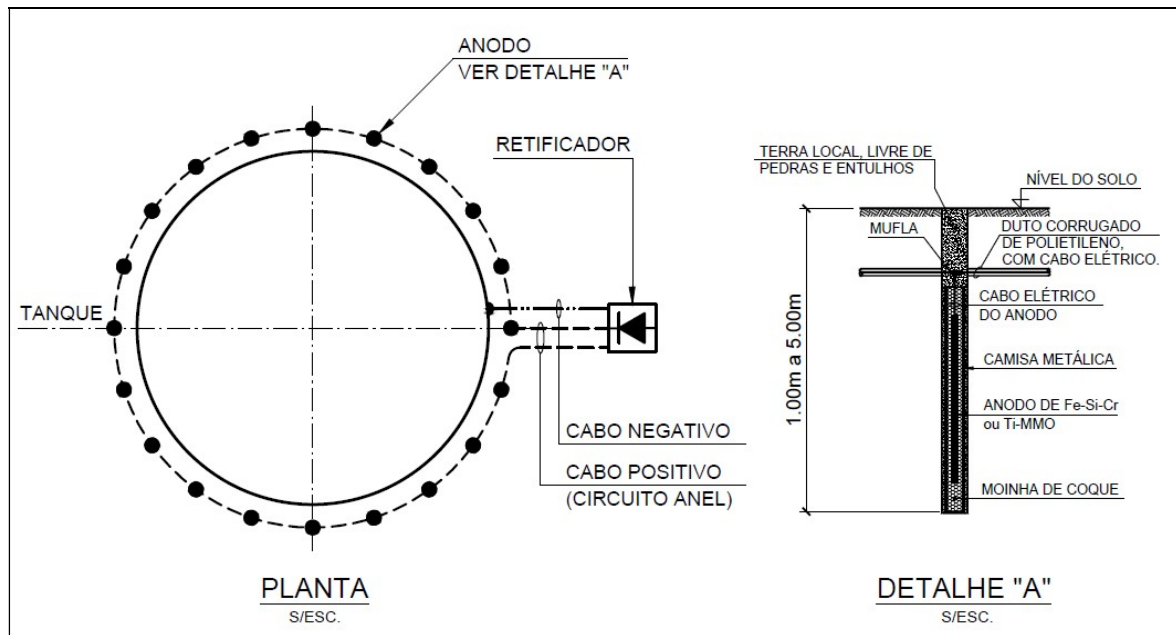 ANODO
VER DETALHE "A"
RETIFICADOR
TANQUE
CABO NEGATIVO
CABO POSITIVO
(CIRCUITO ANEL)
PLANTA
S/ESC.
TERRA LOCAL, LIVRE DE
PEDRAS E ENTULHOS
NÍVEL DO SOLO
MUFLA
DUTO CORRUGADO
DE POLIETILENO,
COM CABO ELÉTRICO.
CABO ELÉTRICO
DO ANODO
1.00m a 5.00m
CAMISA METÁLICA
ANODO DE Fe-Si-Cr
ou Ti-MMO
MOINHA DE COQUE
DETALHE "A"
S/ESC.